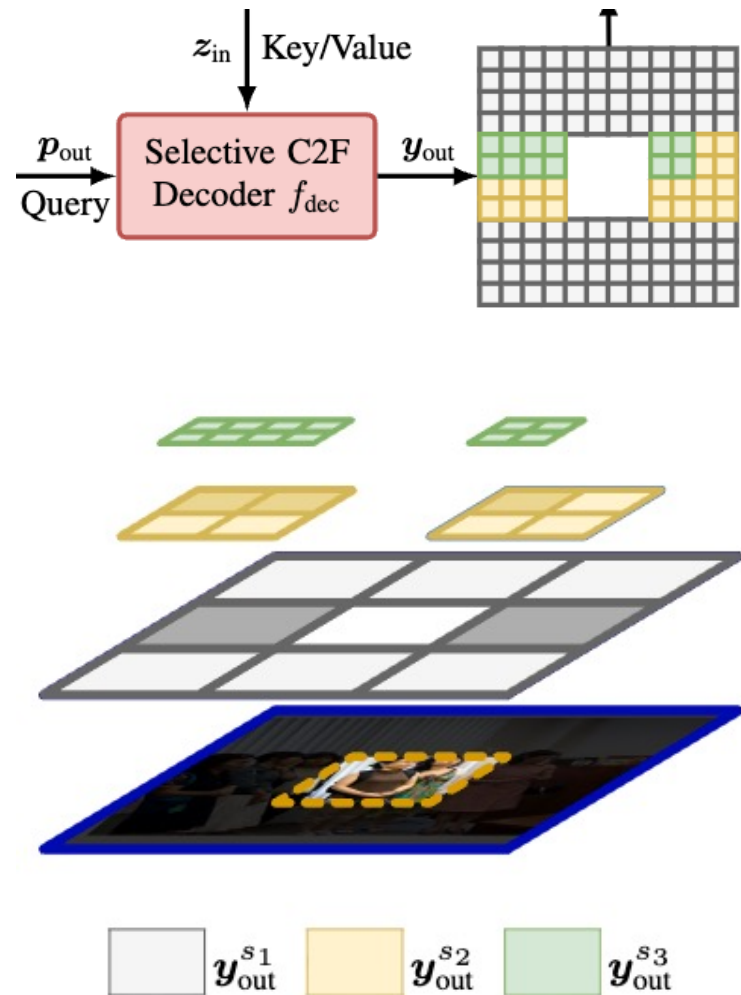 z_in Key/Value
p_out
Query
Selective C2F
Decoder f_dec
y_out
y_out^{s_1} y_out^{s_2} y_out^{s_3}